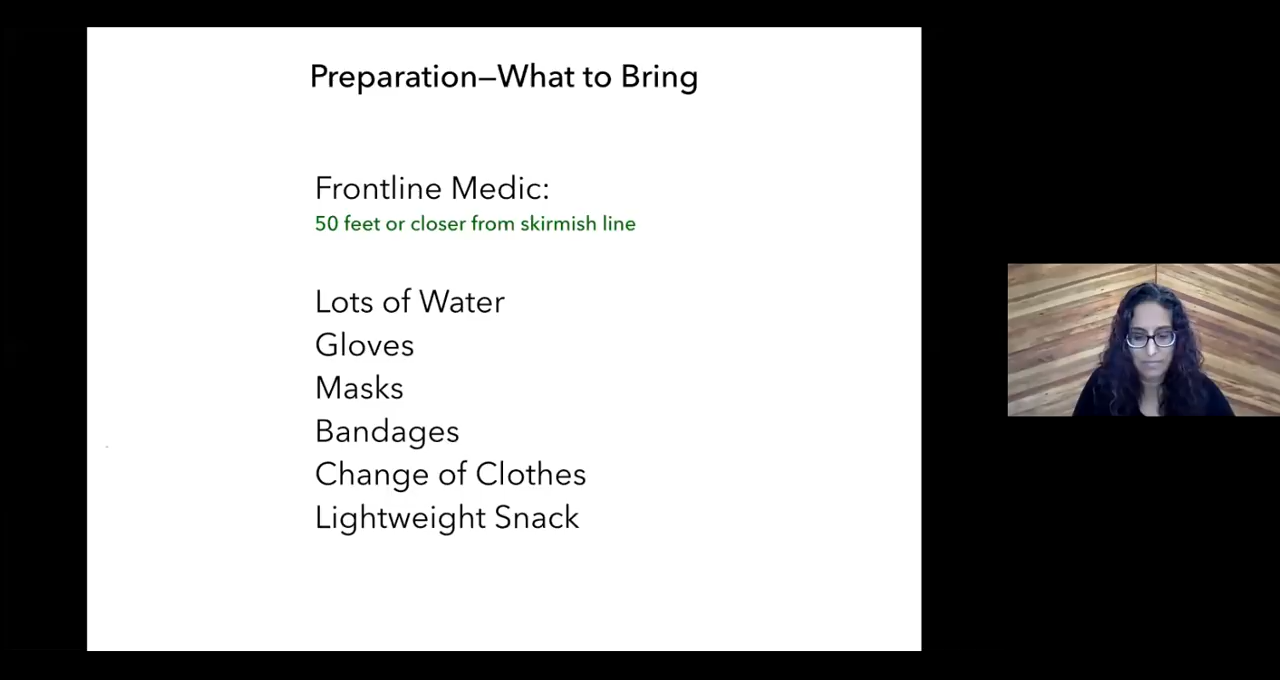 Preparation—What to Bring
Frontline Medic:
50 feet or closer from skirmish line
Lots of Water
Gloves
Masks
Bandages
Change of Clothes
Lightweight Snack